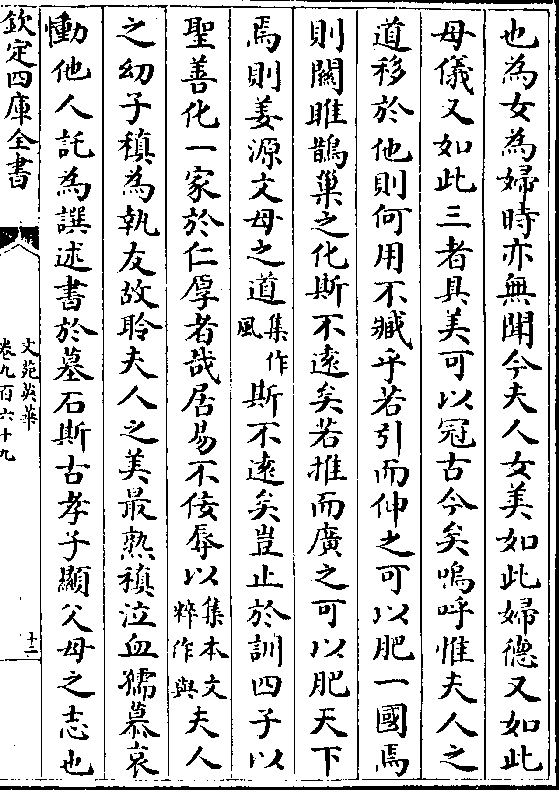 也為女為婦時亦無聞今夫人女美如此婦德又如此
母儀又如此三者具美可以冠古今矣嗚呼惟夫人之
道移於他則何用不臧乎若引而伸之可以肥一國焉
則關雎鵲巢之化斯不遠矣若推而廣之可以肥天下
焉則姜源文母之道集作風斯不遠矣豈止於訓四子以
聖善化一家於仁厚者哉居易不佞辱以集本文粹作與夫人
之幼子稹為執友故聆夫人之美最熟稹泣血孺慕哀
慟他人託為譔述書於墓石斯古孝子顯父母之志也
欽定四庫全書
文苑英華
卷九百六十九
十二